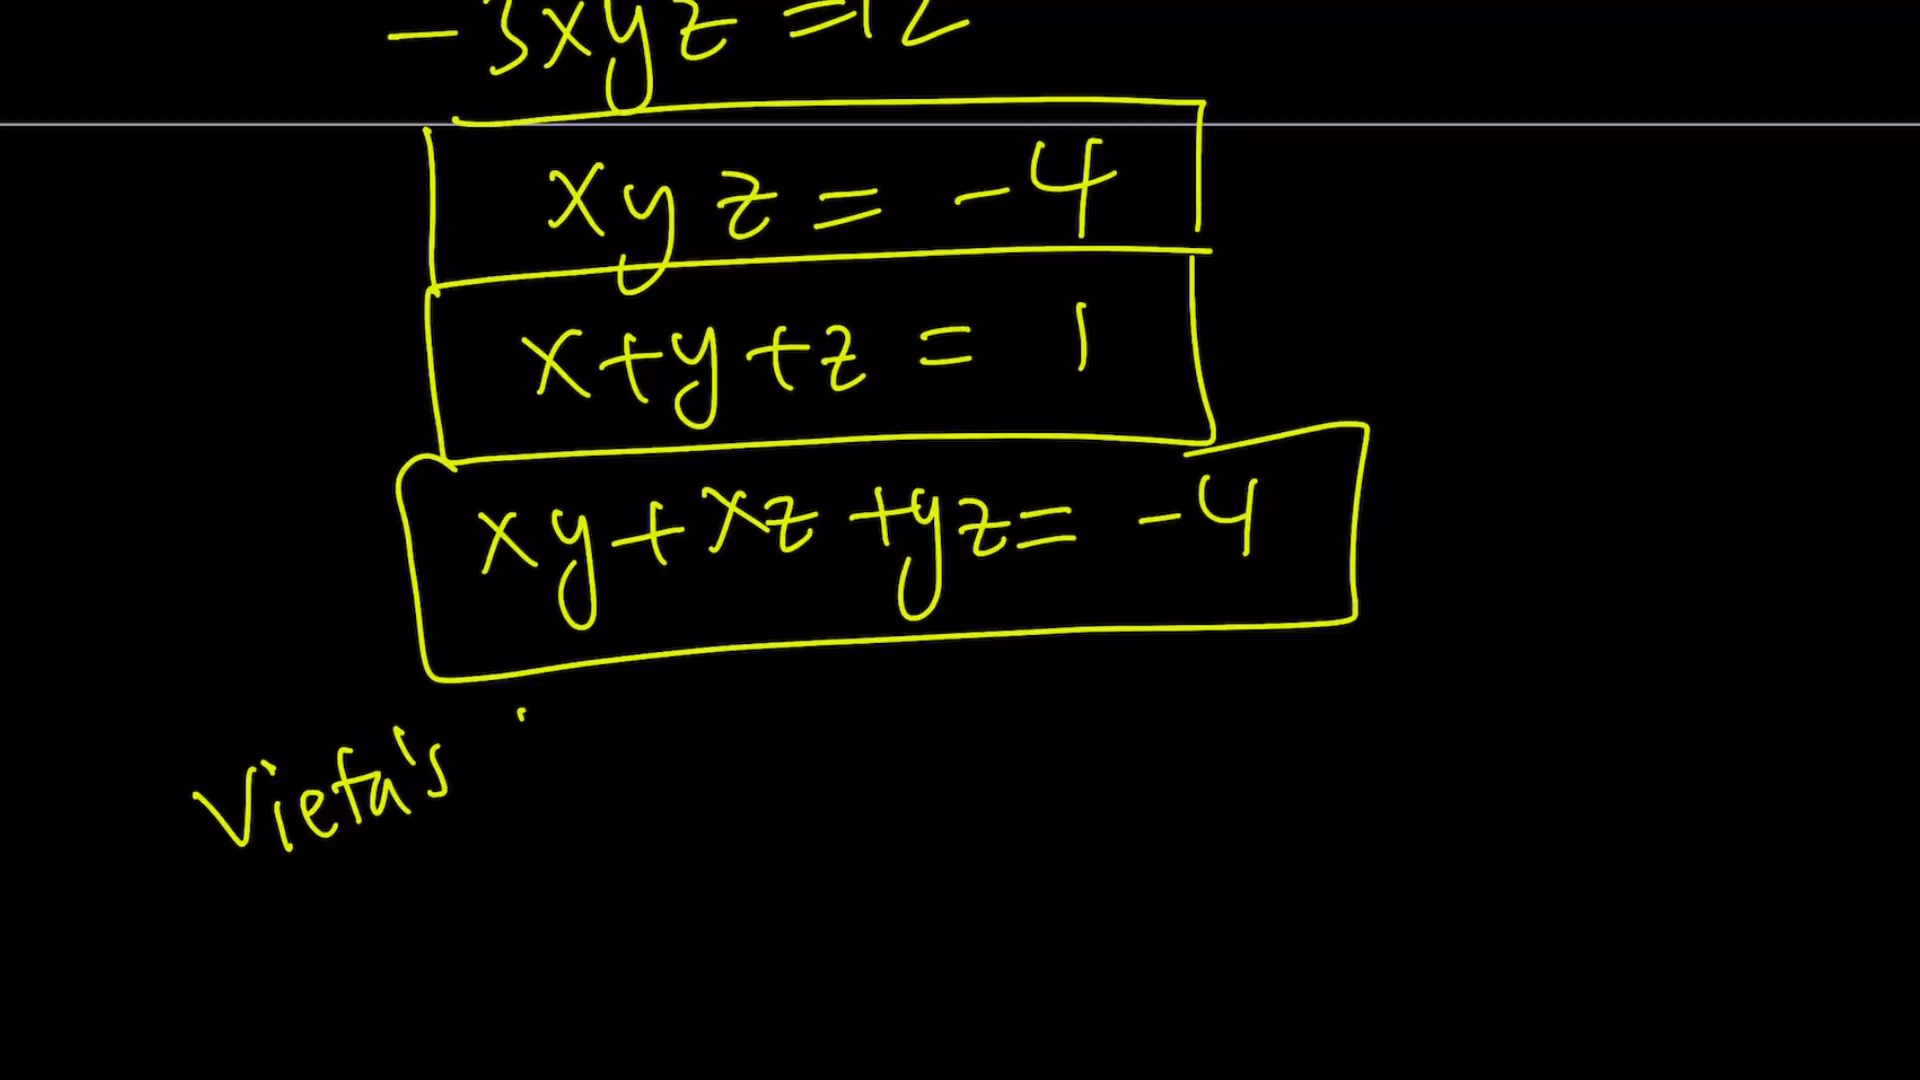 -3xyz=12
xyz = -4
x+y+z = 1
xy+xz+yz= -4
Vieta's